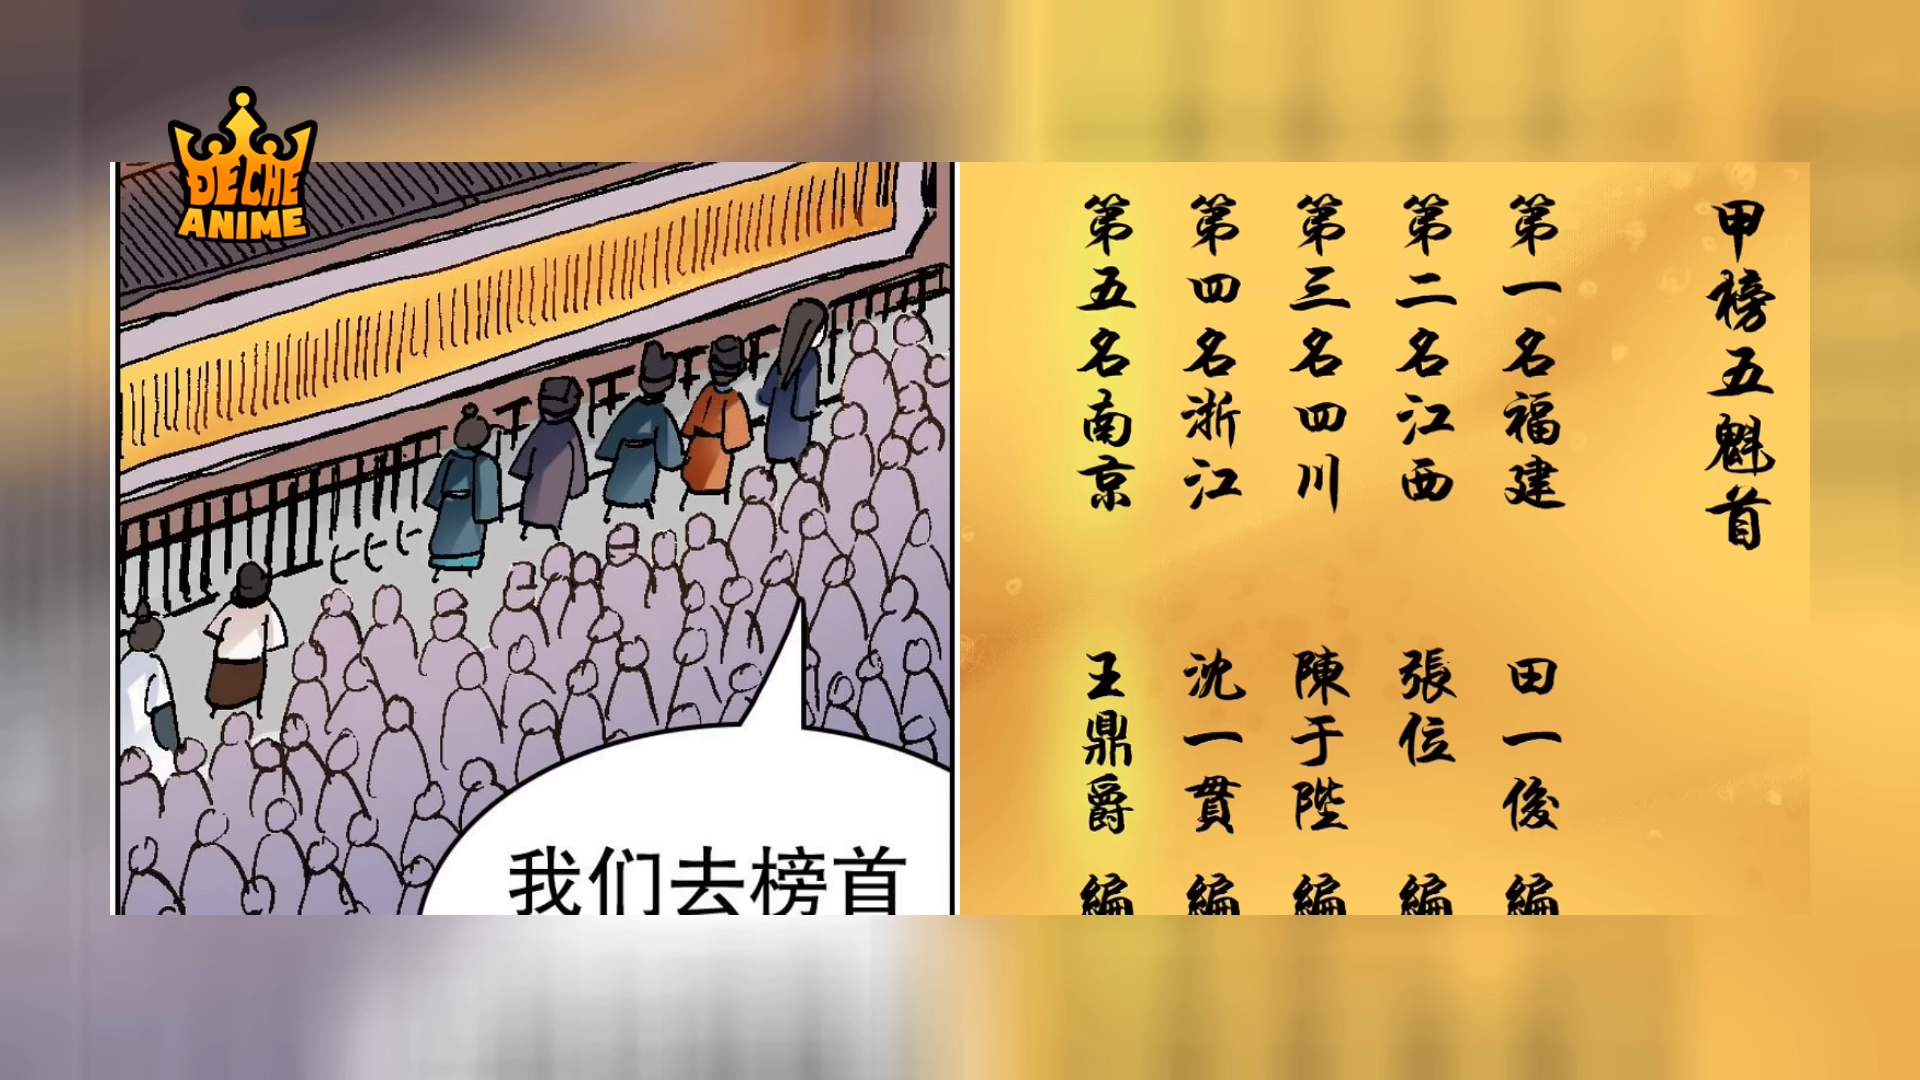 DECHE
ANIME
我们去榜首
甲榜五魁首
第一名福建 田一儁 編
第二名江西 張位 編
第三名四川 陳于陛 編
第四名浙江 沈一貫 編
第五名南京 王鼎爵 編